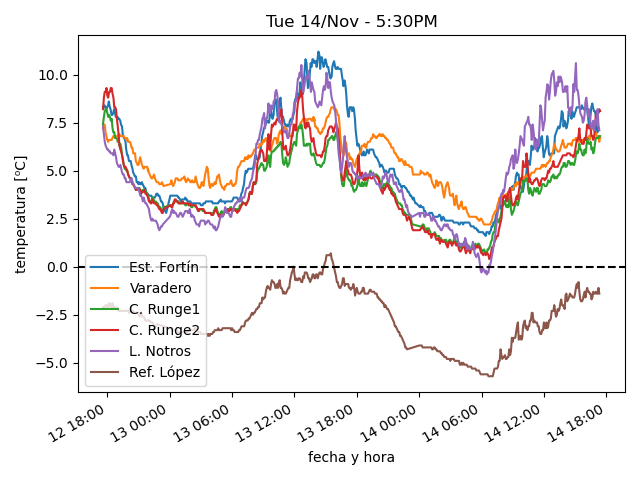 Tue 14/Nov - 5:30PM
temperatura [ºC]
10.0
7.5
5.0
2.5
0.0
−2.5
−5.0
Est. Fortín
Varadero
C. Runge1
C. Runge2
L. Notros
Ref. López
12 18:00
13 00:00
13 06:00
13 12:00
13 18:00
14 00:00
14 06:00
14 12:00
14 18:00
fecha y hora